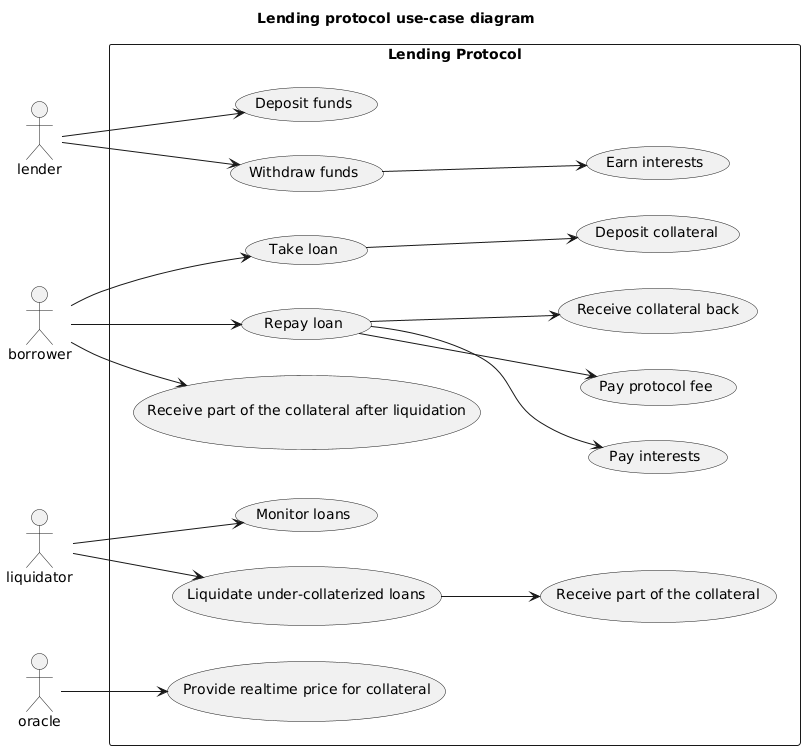 Lending protocol use-case diagram
Lending Protocol
Deposit funds
lender
Withdraw funds
Earn interests
Take loan
Deposit collateral
borrower
Repay loan
Receive collateral back
Pay protocol fee
Receive part of the collateral after liquidation
Pay interests
Monitor loans
liquidator
Liquidate under-collaterized loans
Receive part of the collateral
Provide realtime price for collateral
oracle